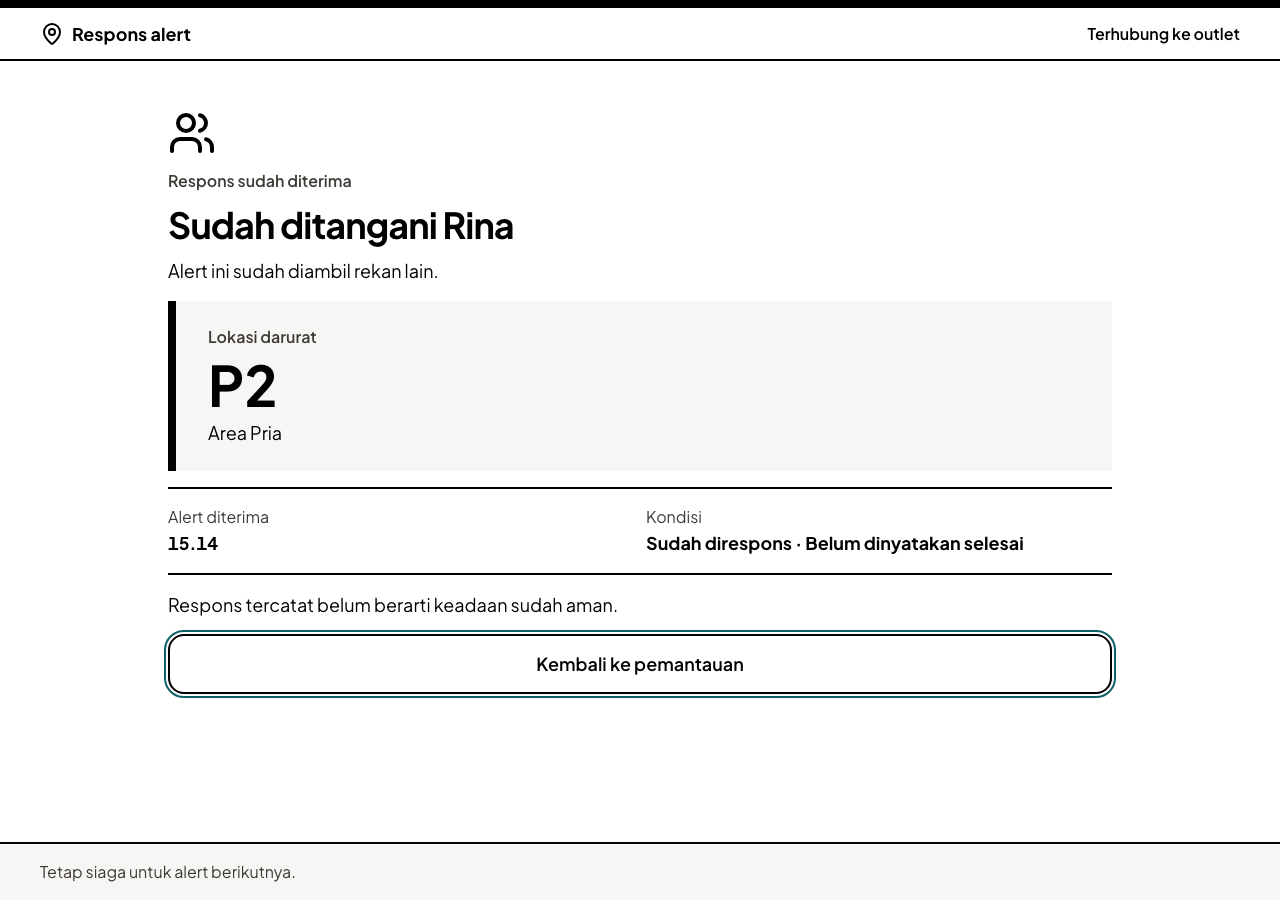 Respons alert
Terhubung ke outlet
Respons sudah diterima
Sudah ditangani Rina
Alert ini sudah diambil rekan lain.
Lokasi darurat
P2
Area Pria
Alert diterima
15.14
Kondisi
Sudah direspons · Belum dinyatakan selesai
Respons tercatat belum berarti keadaan sudah aman.
Kembali ke pemantauan
Tetap siaga untuk alert berikutnya.